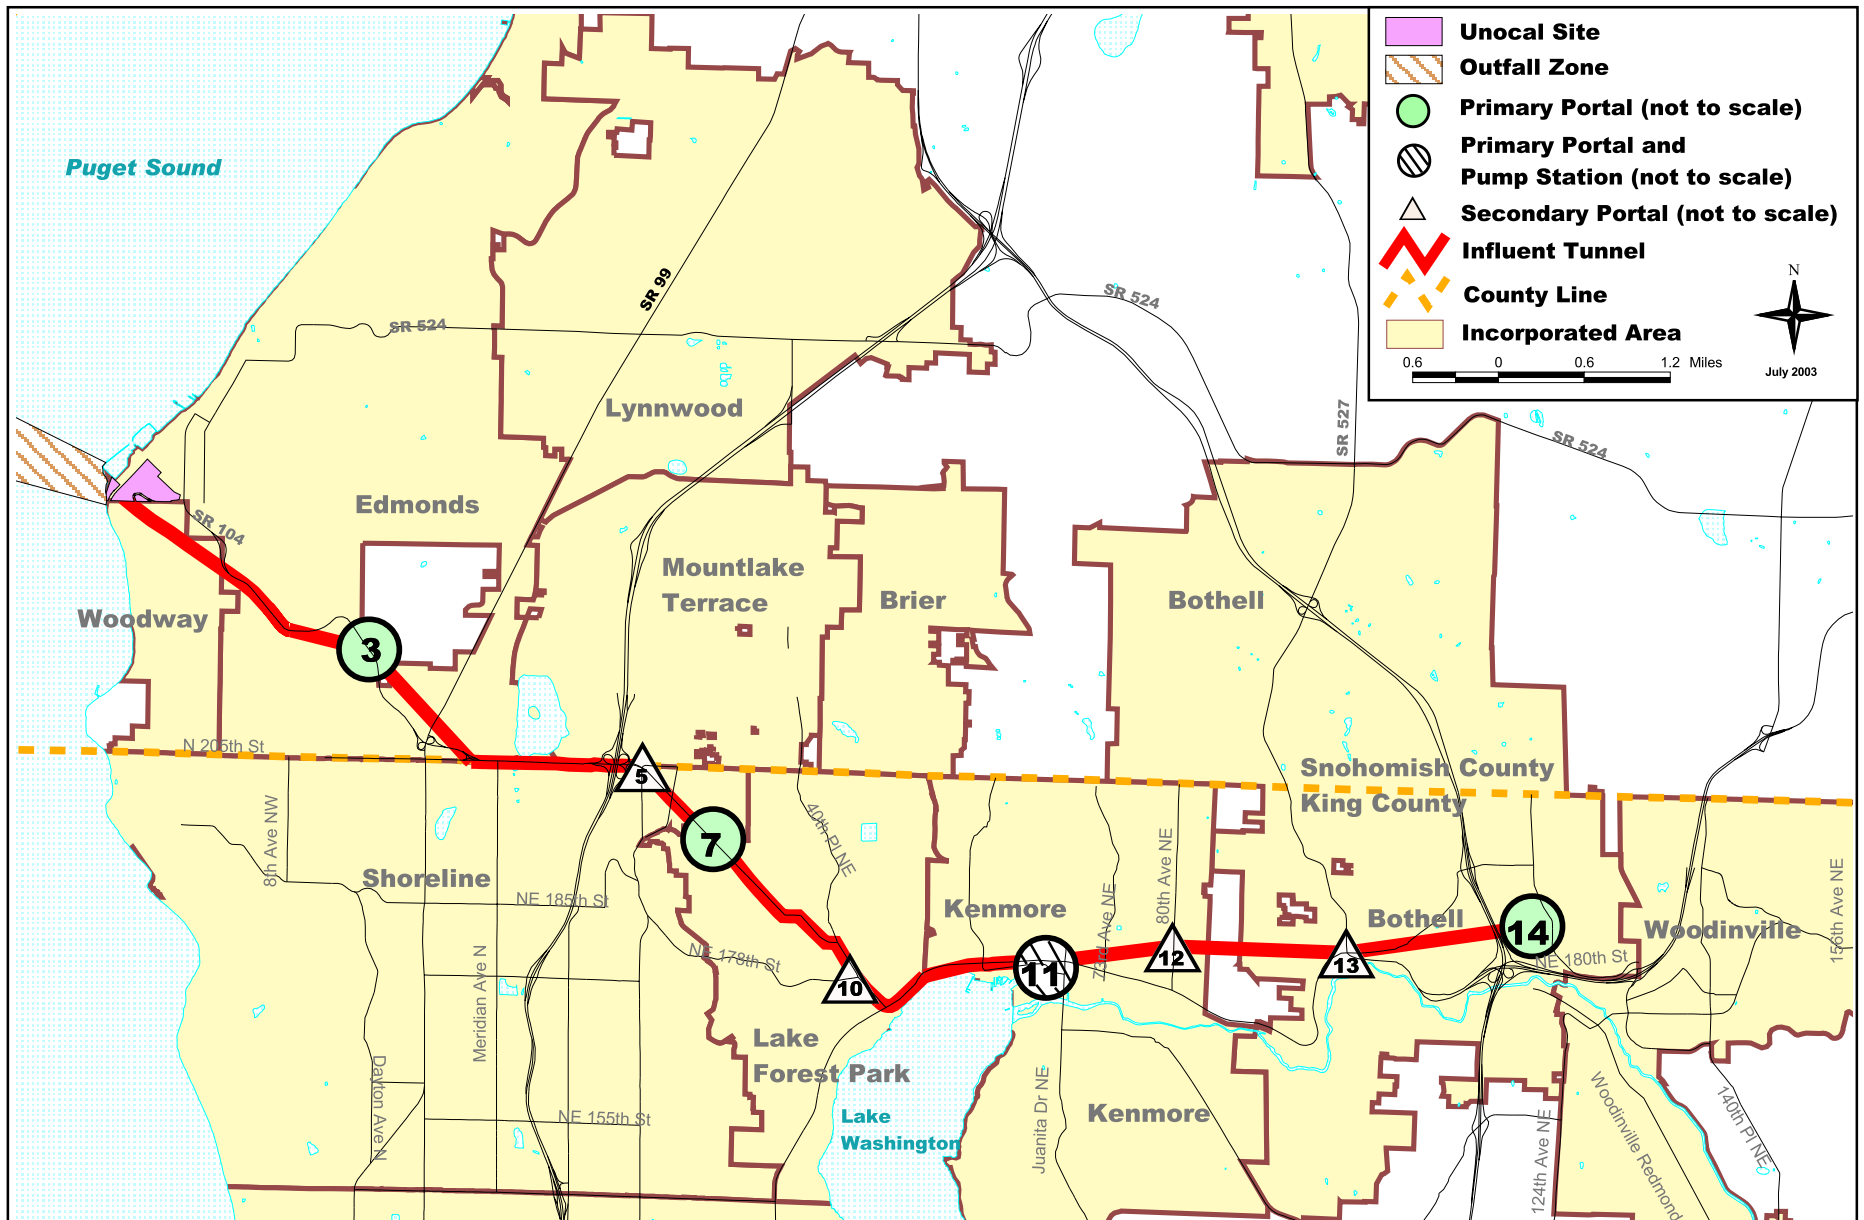 Unocal Site
Outfall Zone
Primary Portal (not to scale)
Primary Portal and
Pump Station (not to scale)
Secondary Portal (not to scale)
Influent Tunnel
County Line
Incorporated Area
0.6 0 0.6 1.2 Miles
N
July 2003
Puget Sound
SR 99
SR 524
SR 524
SR 527
SR 524
Lynnwood
Edmonds
SR 104
Mountlake
Terrace
Brier
Bothell
Woodway
3
N 205th St
5
Snohomish County
King County
7
8th Ave NW
40th Pl NE
80th Ave NE
Shoreline
NE 185th St
Kenmore
73rd Ave NE
Bothell
14
Woodinville
155th Ave NE
NE 178th St
10
11
12
13
NE 180th St
Meridian Ave N
Lake
Forest Park
Dayton Ave N
NE 155th St
Lake
Washington
Juanita Dr NE
Kenmore
124th Ave NE
Woodinville Redmond
140th Pl NE